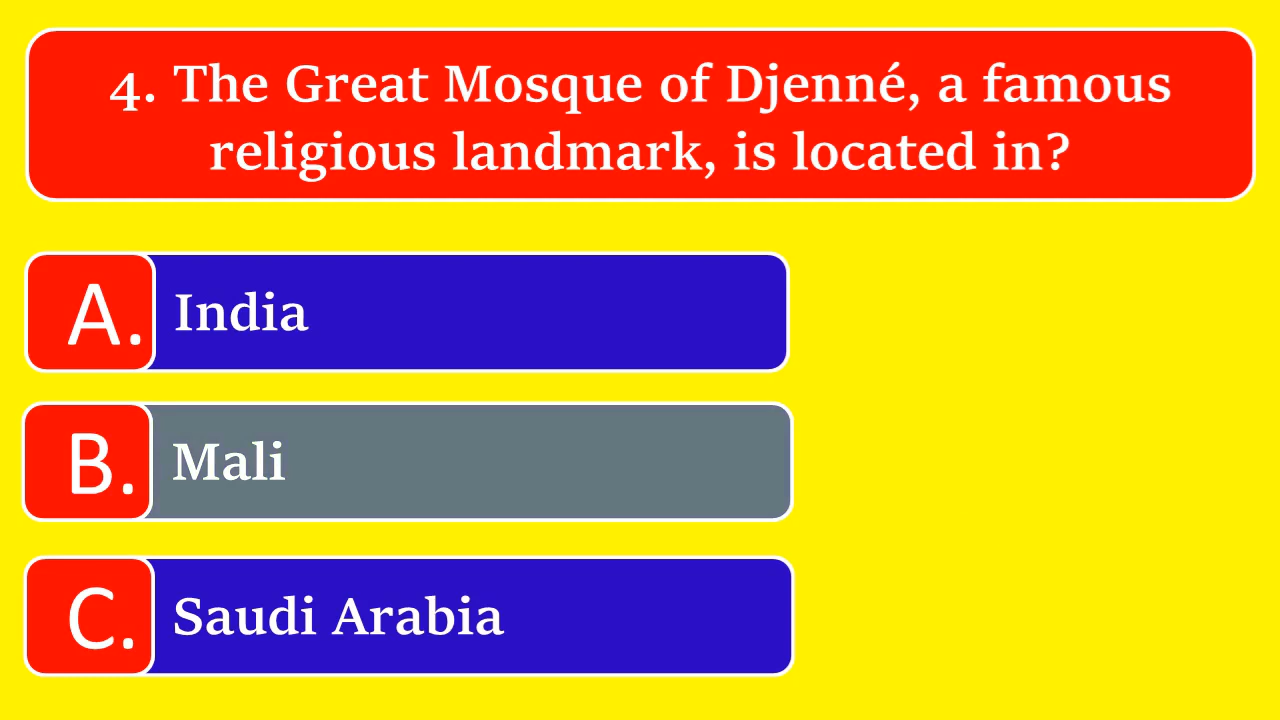 4. The Great Mosque of Djenné, a famous
religious landmark, is located in?
A. India
B. Mali
C. Saudi Arabia